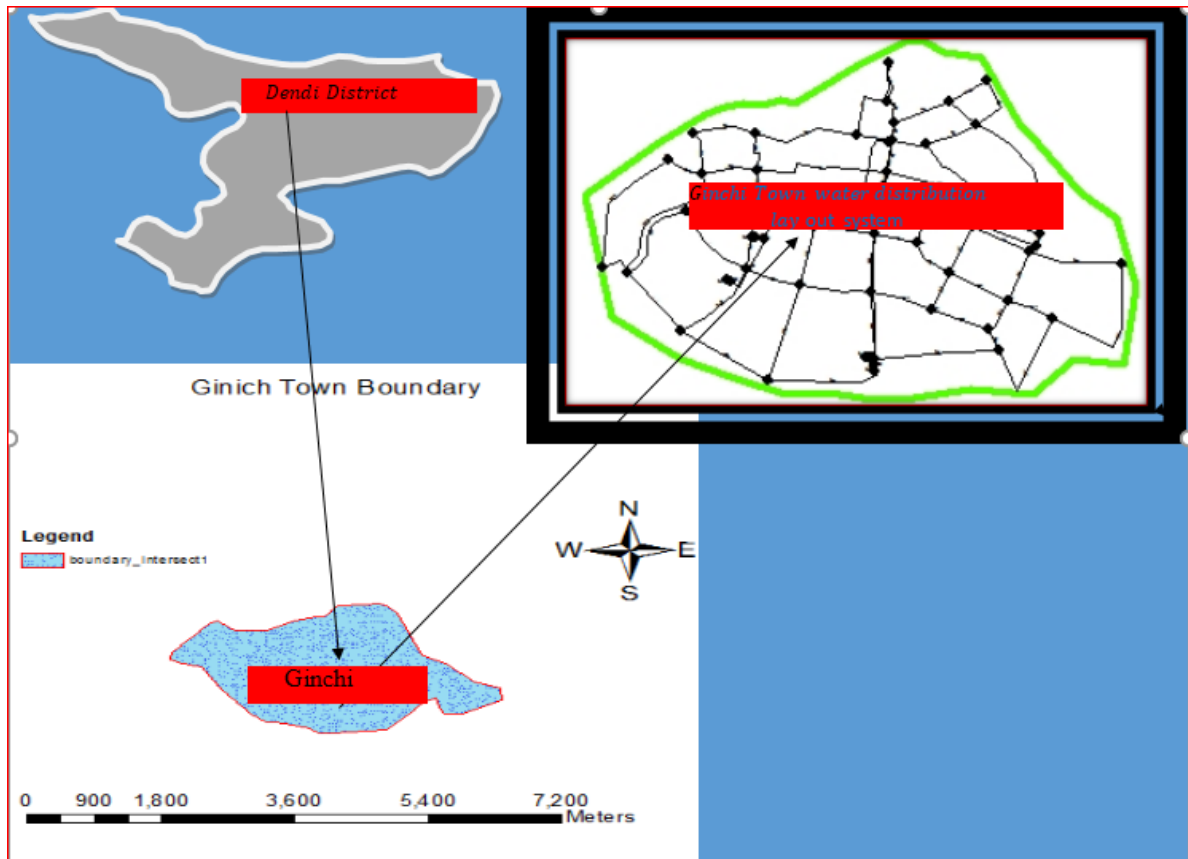 Dendi District
Ginchi Town water distribution
lay out system
Ginich Town Boundary
Legend
boundary_intersect1
N
W E
S
Ginchi
0 900 1,800 3,600 5,400 7,200
Meters